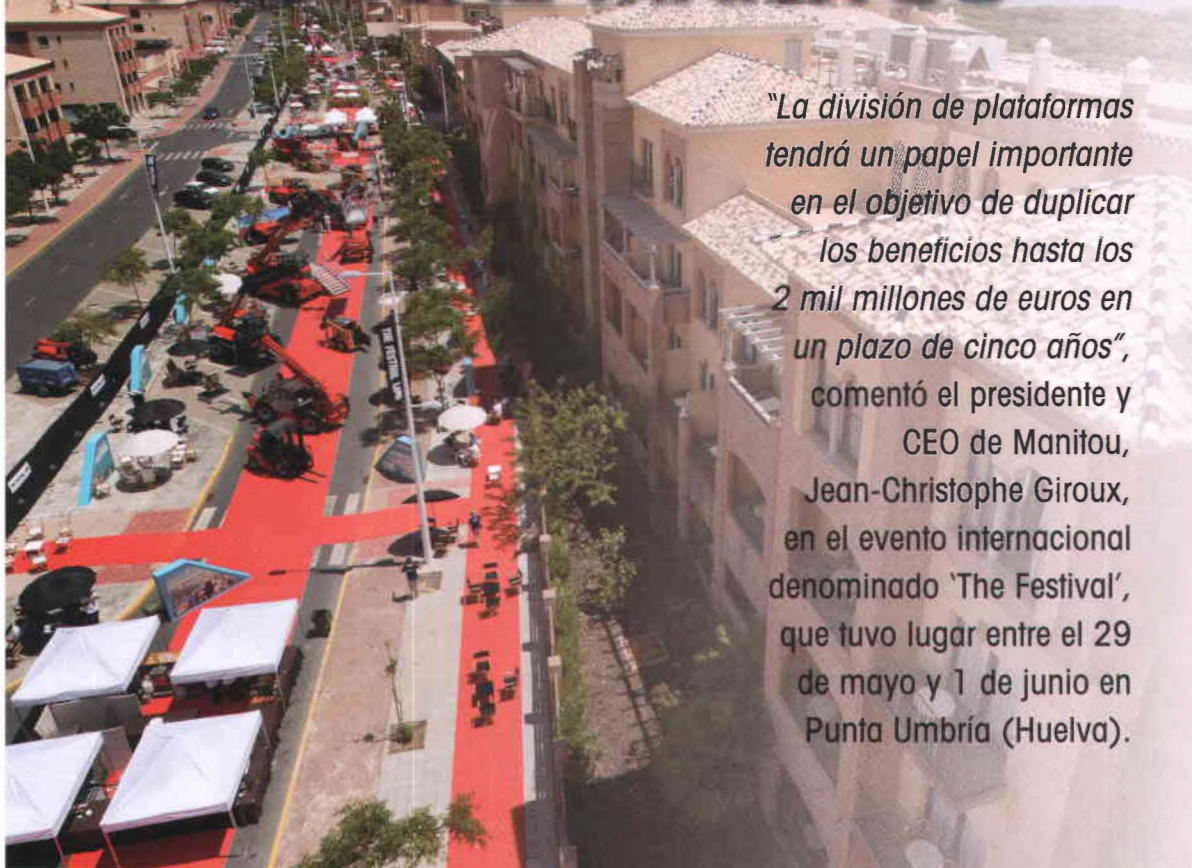 "La división de plataformas
tendrá un papel importante
en el objetivo de duplicar
los beneficios hasta los
2 mil millones de euros en
un plazo de cinco años",
comentó el presidente y
CEO de Manitou,
Jean-Christophe Giroux,
en el evento internacional
denominado 'The Festival',
que tuvo lugar entre el 29
de mayo y 1 de junio en
Punta Umbría (Huelva).
THE FESTIVAL